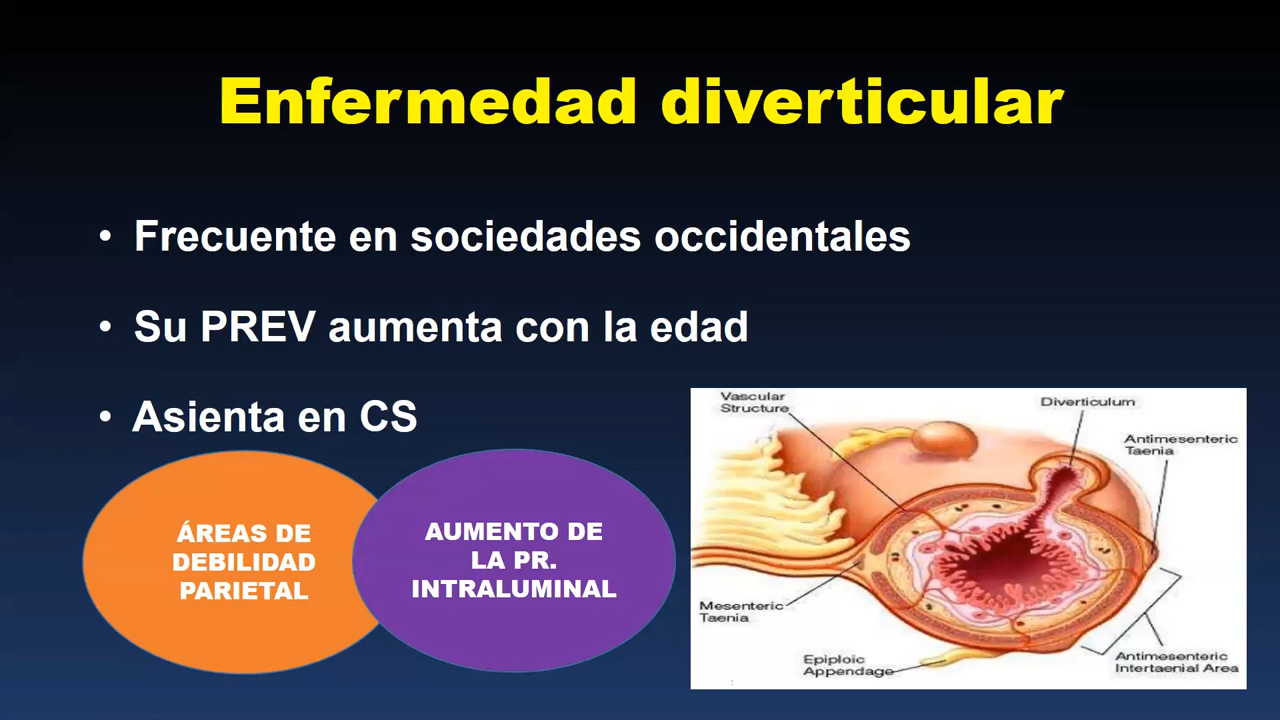 Enfermedad diverticular
• Frecuente en sociedades occidentales
• Su PREV aumenta con la edad
• Asienta en CS
ÁREAS DE
DEBILIDAD
PARIETAL
AUMENTO DE
LA PR.
INTRALUMINAL
Vascular
Structure
Diverticulum
Antimesenteric
Taenia
Mesenteric
Taenia
Epiploic
Appendage
Antimesenteric
Intertaenial Area